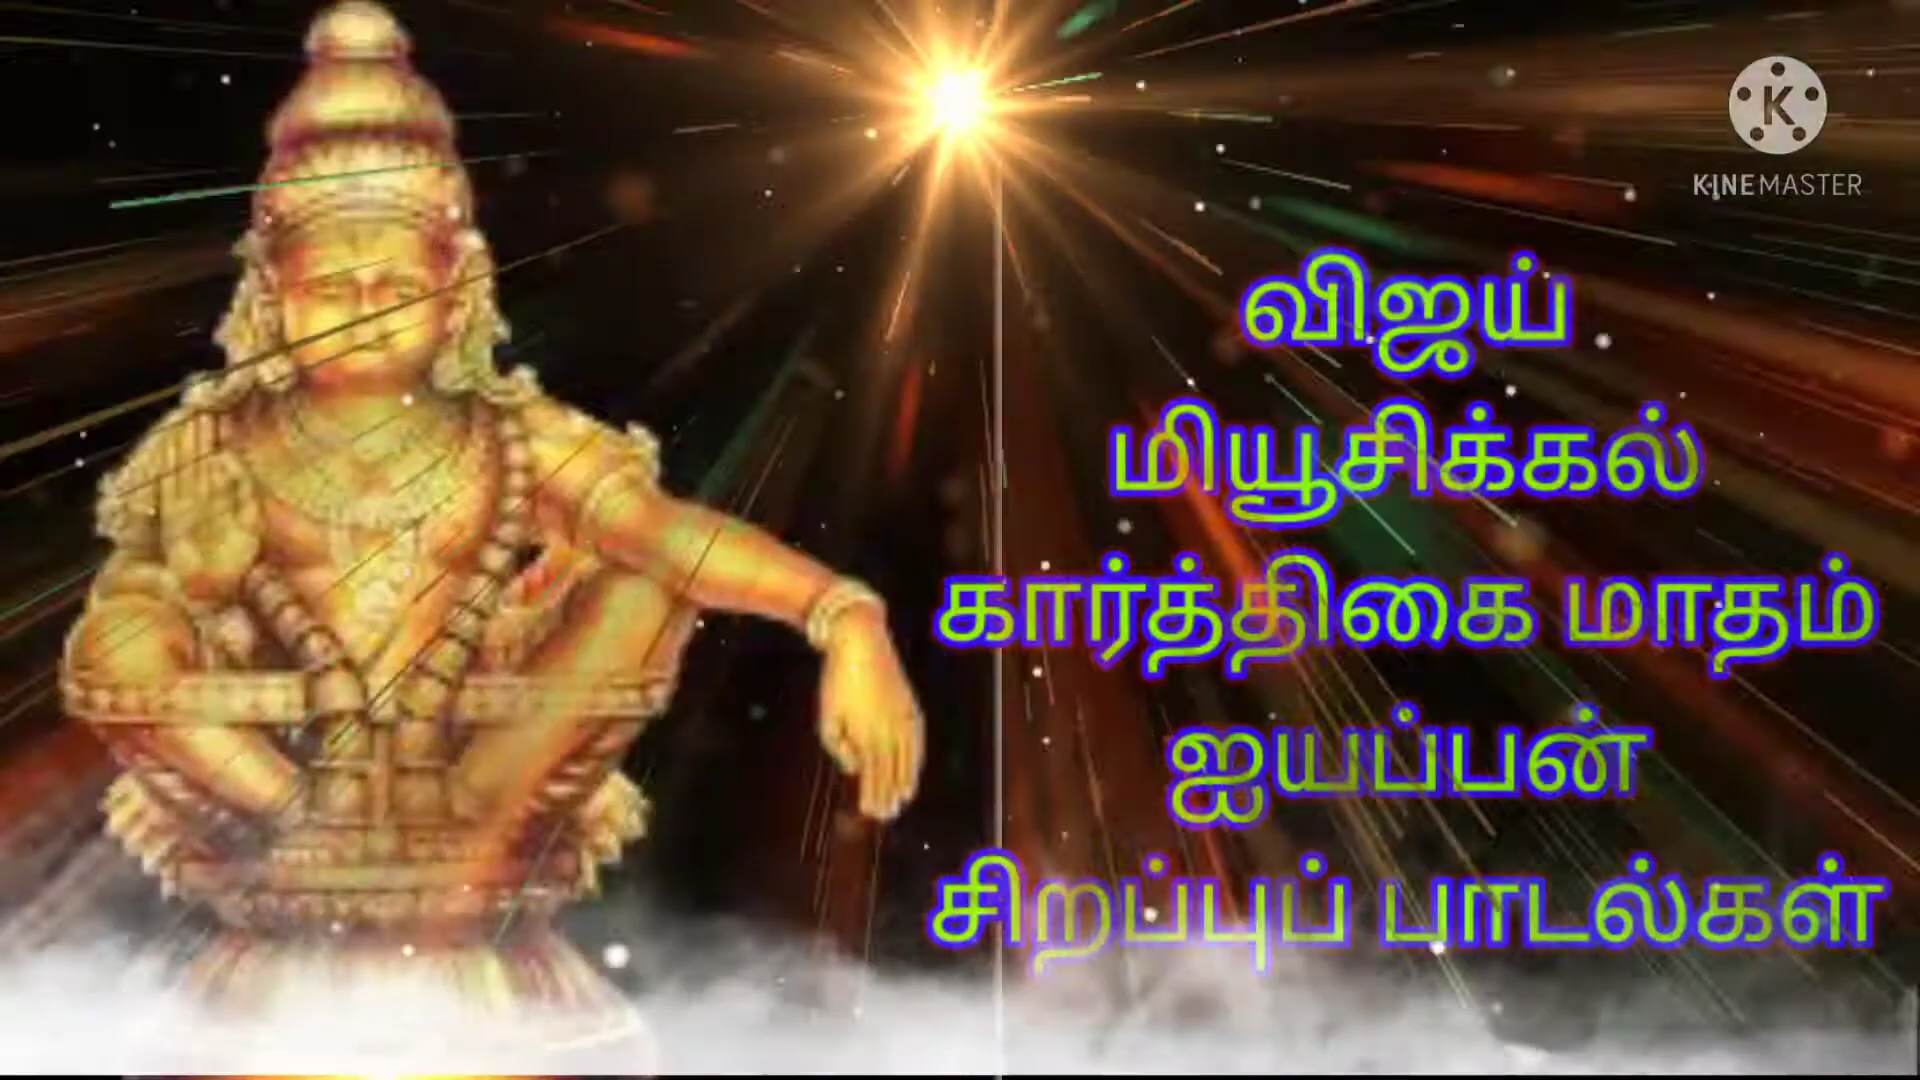 KINEMASTER
விஜய்
மியூசிக்கல்
கார்த்திகை மாதம்
ஐயப்பன்
சிறப்புப் பாடல்கள்